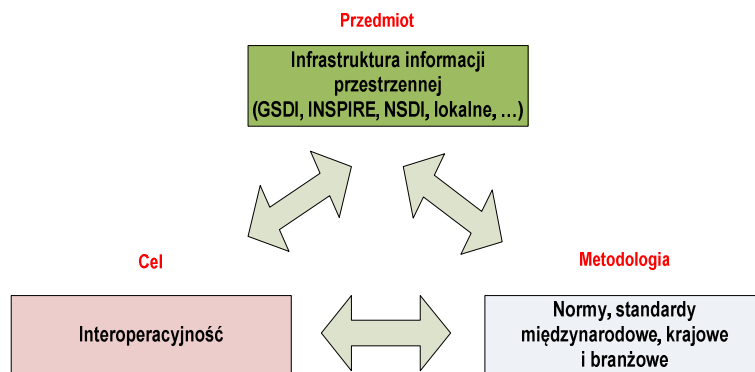 Przedmiot
Infrastruktura informacji
przestrzennej
(GSDI, INSPIRE, NSDI, lokalne, ...)
Cel
Interoperacyjność
Metodologia
Normy, standardy
międzynarodowe, krajowe
i branżowe